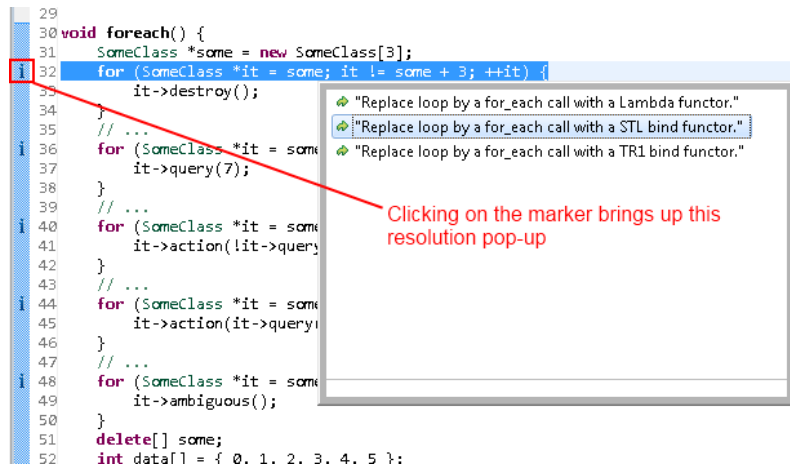 29
30 void foreach() {
31 SomeClass *some = new SomeClass[3];
i 32 for (SomeClass *it = some; it != some + 3; ++it) {
33 it->destroy();
34 }
35 // ...
i 36 for (SomeClass *it = some
37 it->query(7);
38 }
39 // ...
i 40 for (SomeClass *it = some
41 it->action(!it->query
42 }
43 // ...
i 44 for (SomeClass *it = some
45 it->action(it->query
46 }
47 // ...
i 48 for (SomeClass *it = some
49 it->ambiguous();
50 }
51 delete[] some;
52 int data[] = { 0, 1, 2, 3, 4, 5 };
"Replace loop by a for_each call with a Lambda functor."
"Replace loop by a for_each call with a STL bind functor."
"Replace loop by a for_each call with a TR1 bind functor."
Clicking on the marker brings up this
resolution pop-up